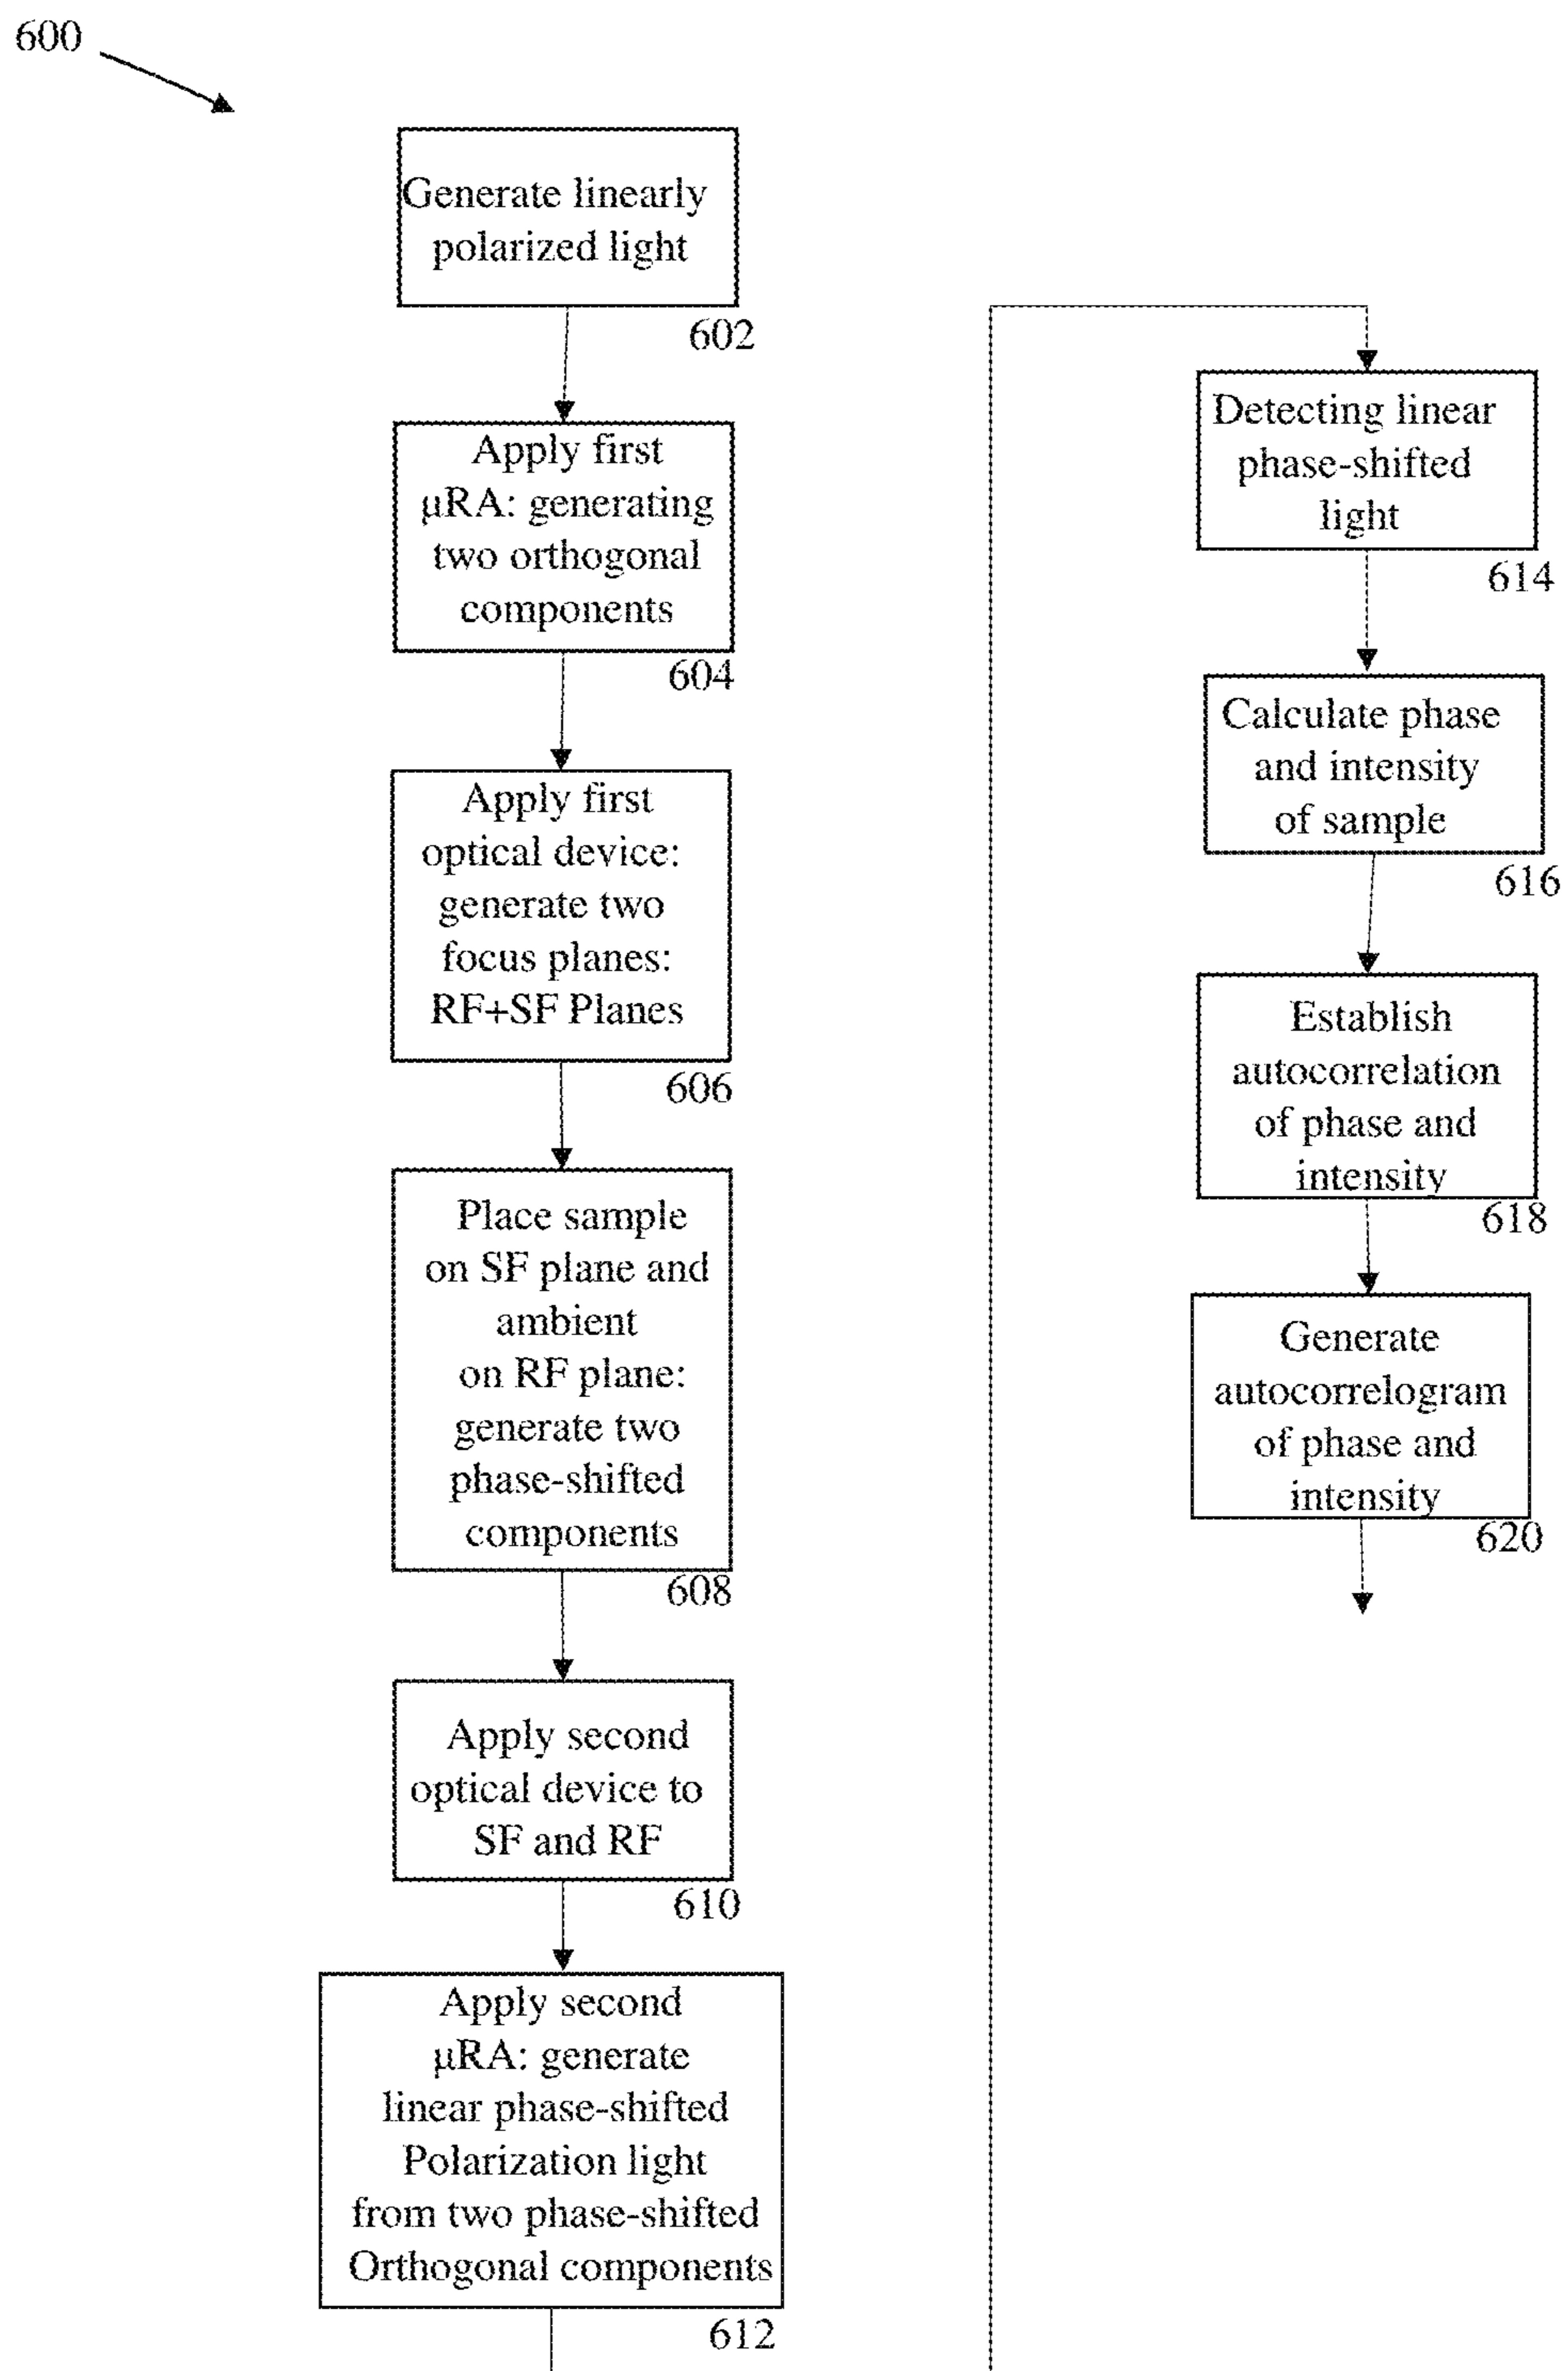 600
Generate linearly
polarized light
602
Apply first
µRA: generating
two orthogonal
components
604
Apply first
optical device:
generate two
focus planes:
RF+SF Planes
606
Place sample
on SF plane and
ambient
on RF plane:
generate two
phase-shifted
components
608
Apply second
optical device to
SF and RF
610
Apply second
µRA: generate
linear phase-shifted
Polarization light
from two phase-shifted
Orthogonal components
612
Detecting linear
phase-shifted
light
614
Calculate phase
and intensity
of sample
616
Establish
autocorrelation
of phase and
intensity
618
Generate
autocorrelogram
of phase and
intensity
620